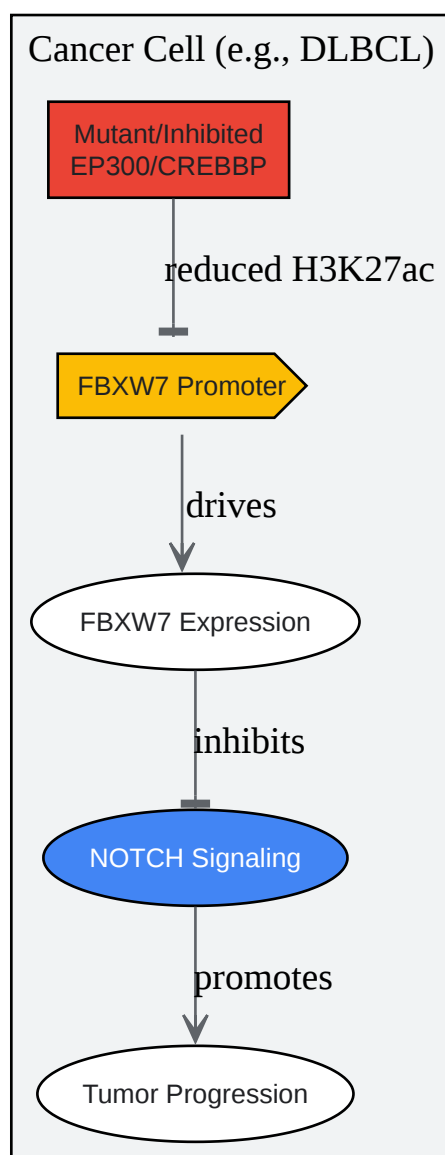 Cancer Cell (e.g., DLBCL)
Mutant/Inhibited
EP300/CREBBP
reduced H3K27ac
FBXW7 Promoter
drives
FBXW7 Expression
inhibits
NOTCH Signaling
promotes
Tumor Progression